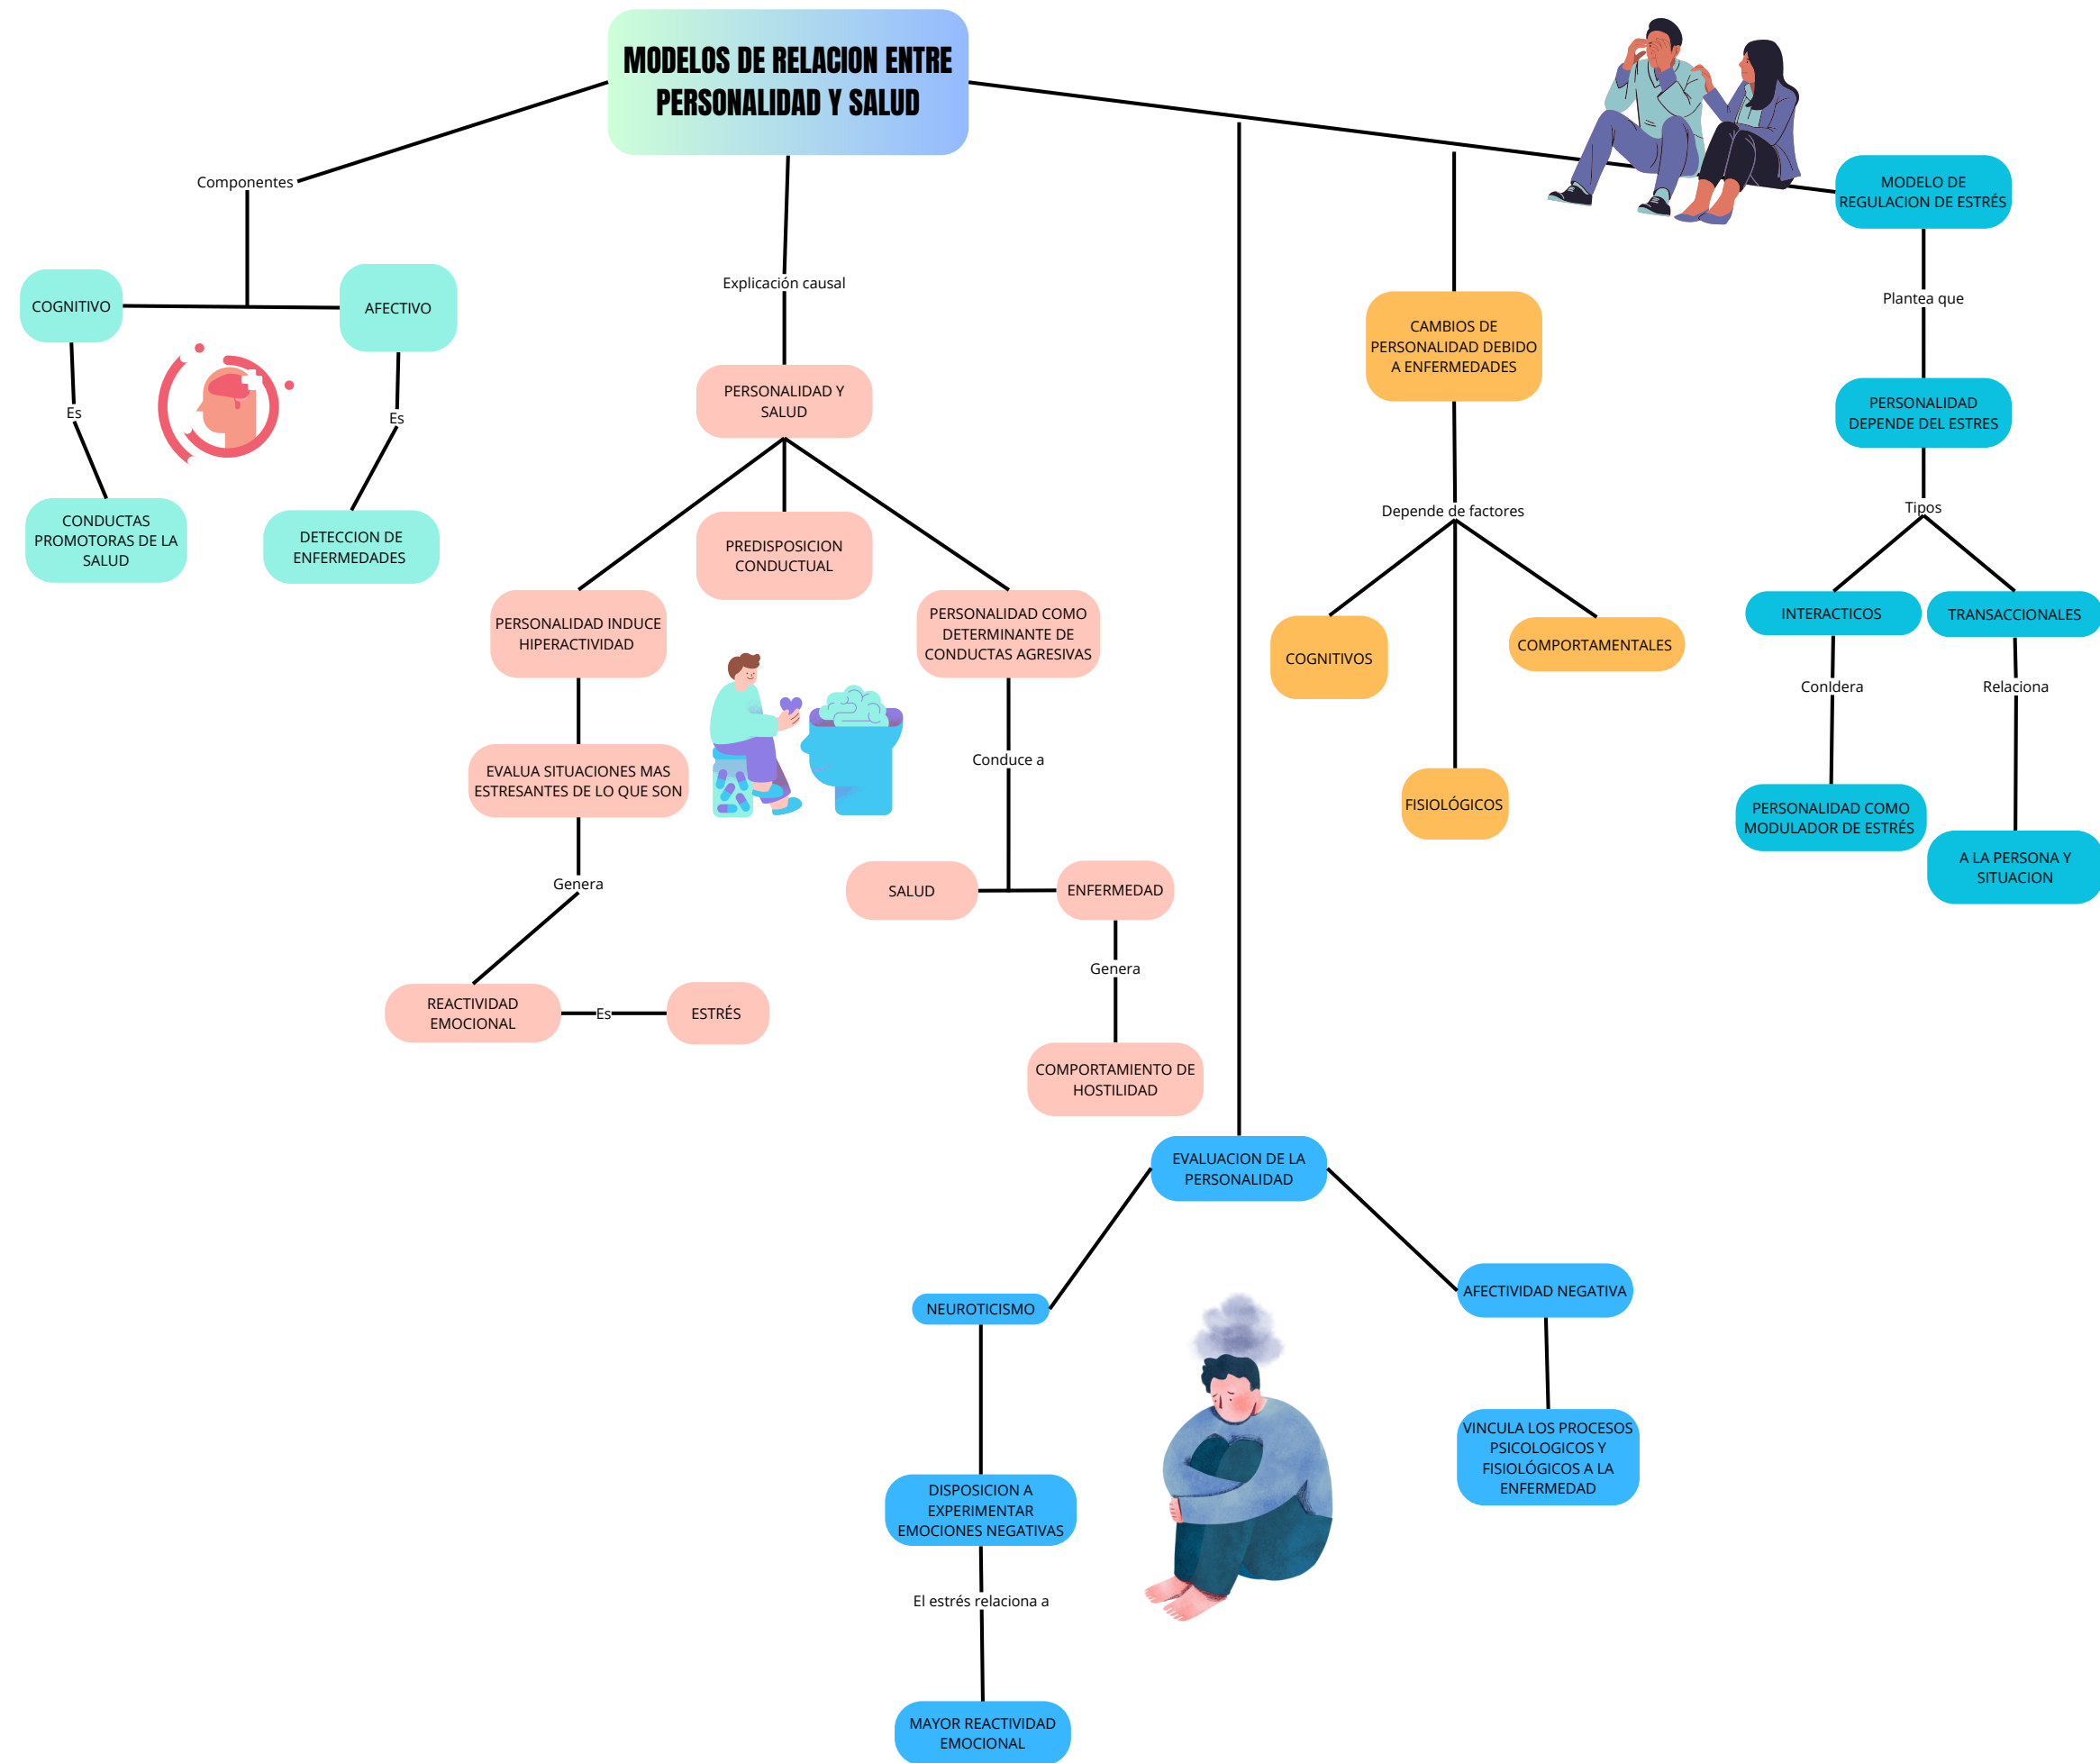 MODELOS DE RELACION ENTRE
PERSONALIDAD Y SALUD
Componentes
COGNITIVO
AFECTIVO
Es
Es
CONDUCTAS
PROMOTORAS DE LA
SALUD
DETECCION DE
ENFERMEDADES
Explicación causal
PERSONALIDAD Y
SALUD
PERSONALIDAD INDUCE
HIPERACTIVIDAD
PREDISPOSICION
CONDUCTUAL
PERSONALIDAD COMO
DETERMINANTE DE
CONDUCTAS AGRESIVAS
EVALUA SITUACIONES MAS
ESTRESANTES DE LO QUE SON
Genera
REACTIVIDAD
EMOCIONAL
Es
ESTRÉS
Conduce a
SALUD
ENFERMEDAD
Genera
COMPORTAMIENTO DE
HOSTILIDAD
EVALUACION DE LA
PERSONALIDAD
NEUROTICISMO
DISPOSICION A
EXPERIMENTAR
EMOCIONES NEGATIVAS
El estrés relaciona a
MAYOR REACTIVIDAD
EMOCIONAL
AFECTIVIDAD NEGATIVA
VINCULA LOS PROCESOS
PSICOLOGICOS Y
FISIOLÓGICOS A LA
ENFERMEDAD
CAMBIOS DE
PERSONALIDAD DEBIDO
A ENFERMEDADES
Depende de factores
COGNITIVOS
FISIOLÓGICOS
COMPORTAMENTALES
MODELO DE
REGULACION DE ESTRÉS
Plantea que
PERSONALIDAD
DEPENDE DEL ESTRES
Tipos
INTERACTICOS
TRANSACCIONALES
ConIdera
Relaciona
PERSONALIDAD COMO
MODULADOR DE ESTRÉS
A LA PERSONA Y
SITUACION